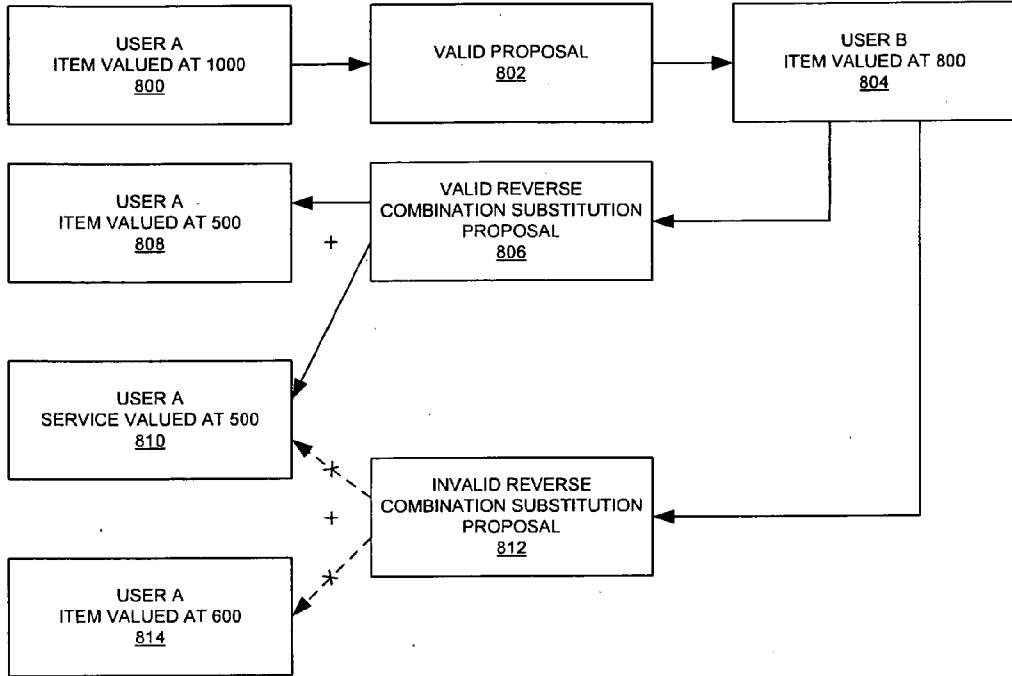 USER A
ITEM VALUED AT 1000
800
VALID PROPOSAL
802
USER B
ITEM VALUED AT 800
804
USER A
ITEM VALUED AT 500
808
+
VALID REVERSE
COMBINATION SUBSTITUTION
PROPOSAL
806
USER A
SERVICE VALUED AT 500
810
+
INVALID REVERSE
COMBINATION SUBSTITUTION
PROPOSAL
812
USER A
ITEM VALUED AT 600
814